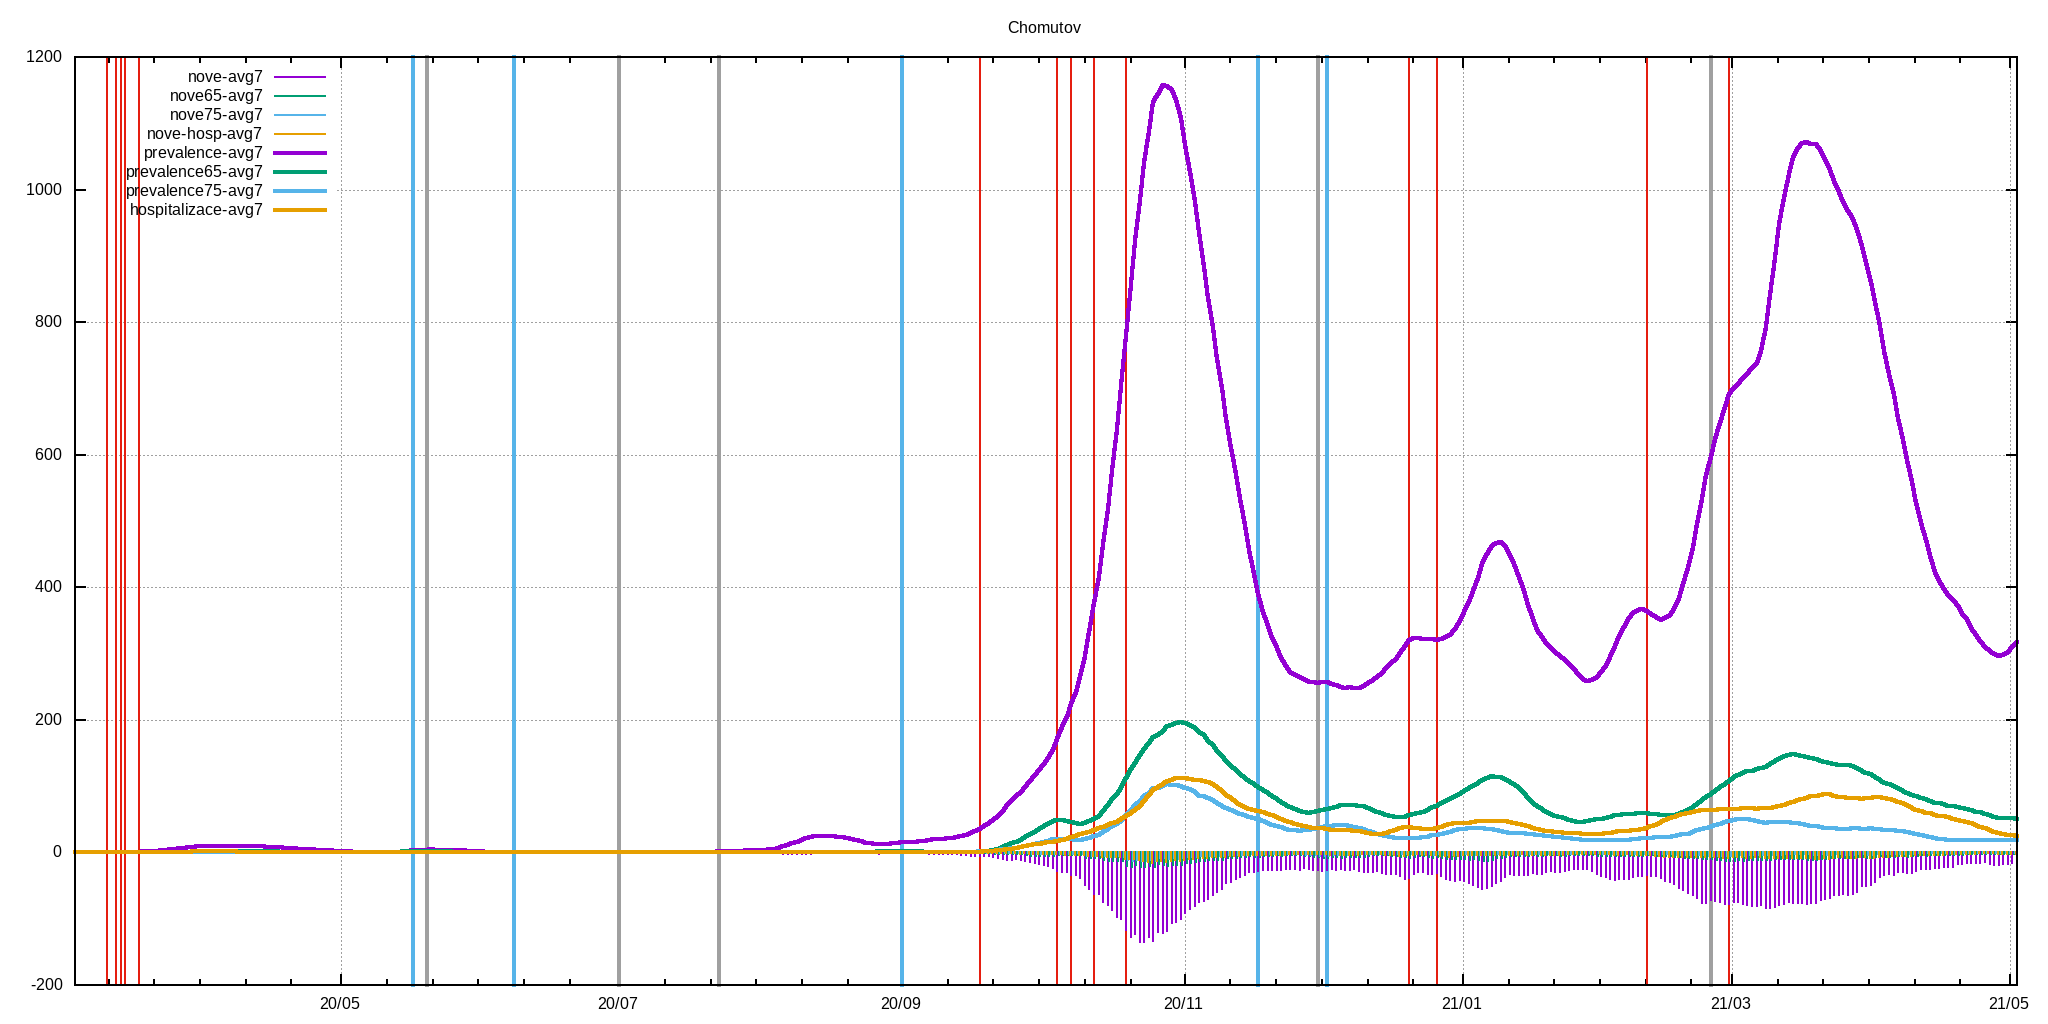 Chomutov
1200
1000
800
600
400
200
0
-200
nove-avg7
nove65-avg7
nove75-avg7
nove-hosp-avg7
prevalence-avg7
prevalence65-avg7
prevalence75-avg7
hospitalizace-avg7
20/05
20/07
20/09
20/11
21/01
21/03
21/05